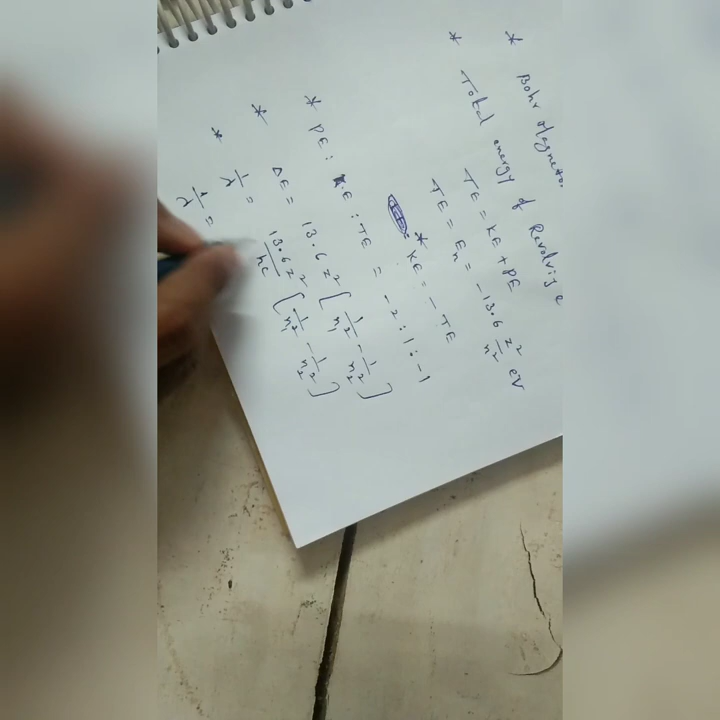 * Bohr Magneton
* Total energy of Revolving e
TE = KE + PE
TE = En = -13.6 z²/n² eV
* KE = -TE
* PE : KE : TE = -2 : 1 : -1
* ΔE = 13.6 z² [1/n₁² - 1/n₂²]
* 1/λ = 13.6 z²/hc [1/n₁² - 1/n₂²]
1/λ =